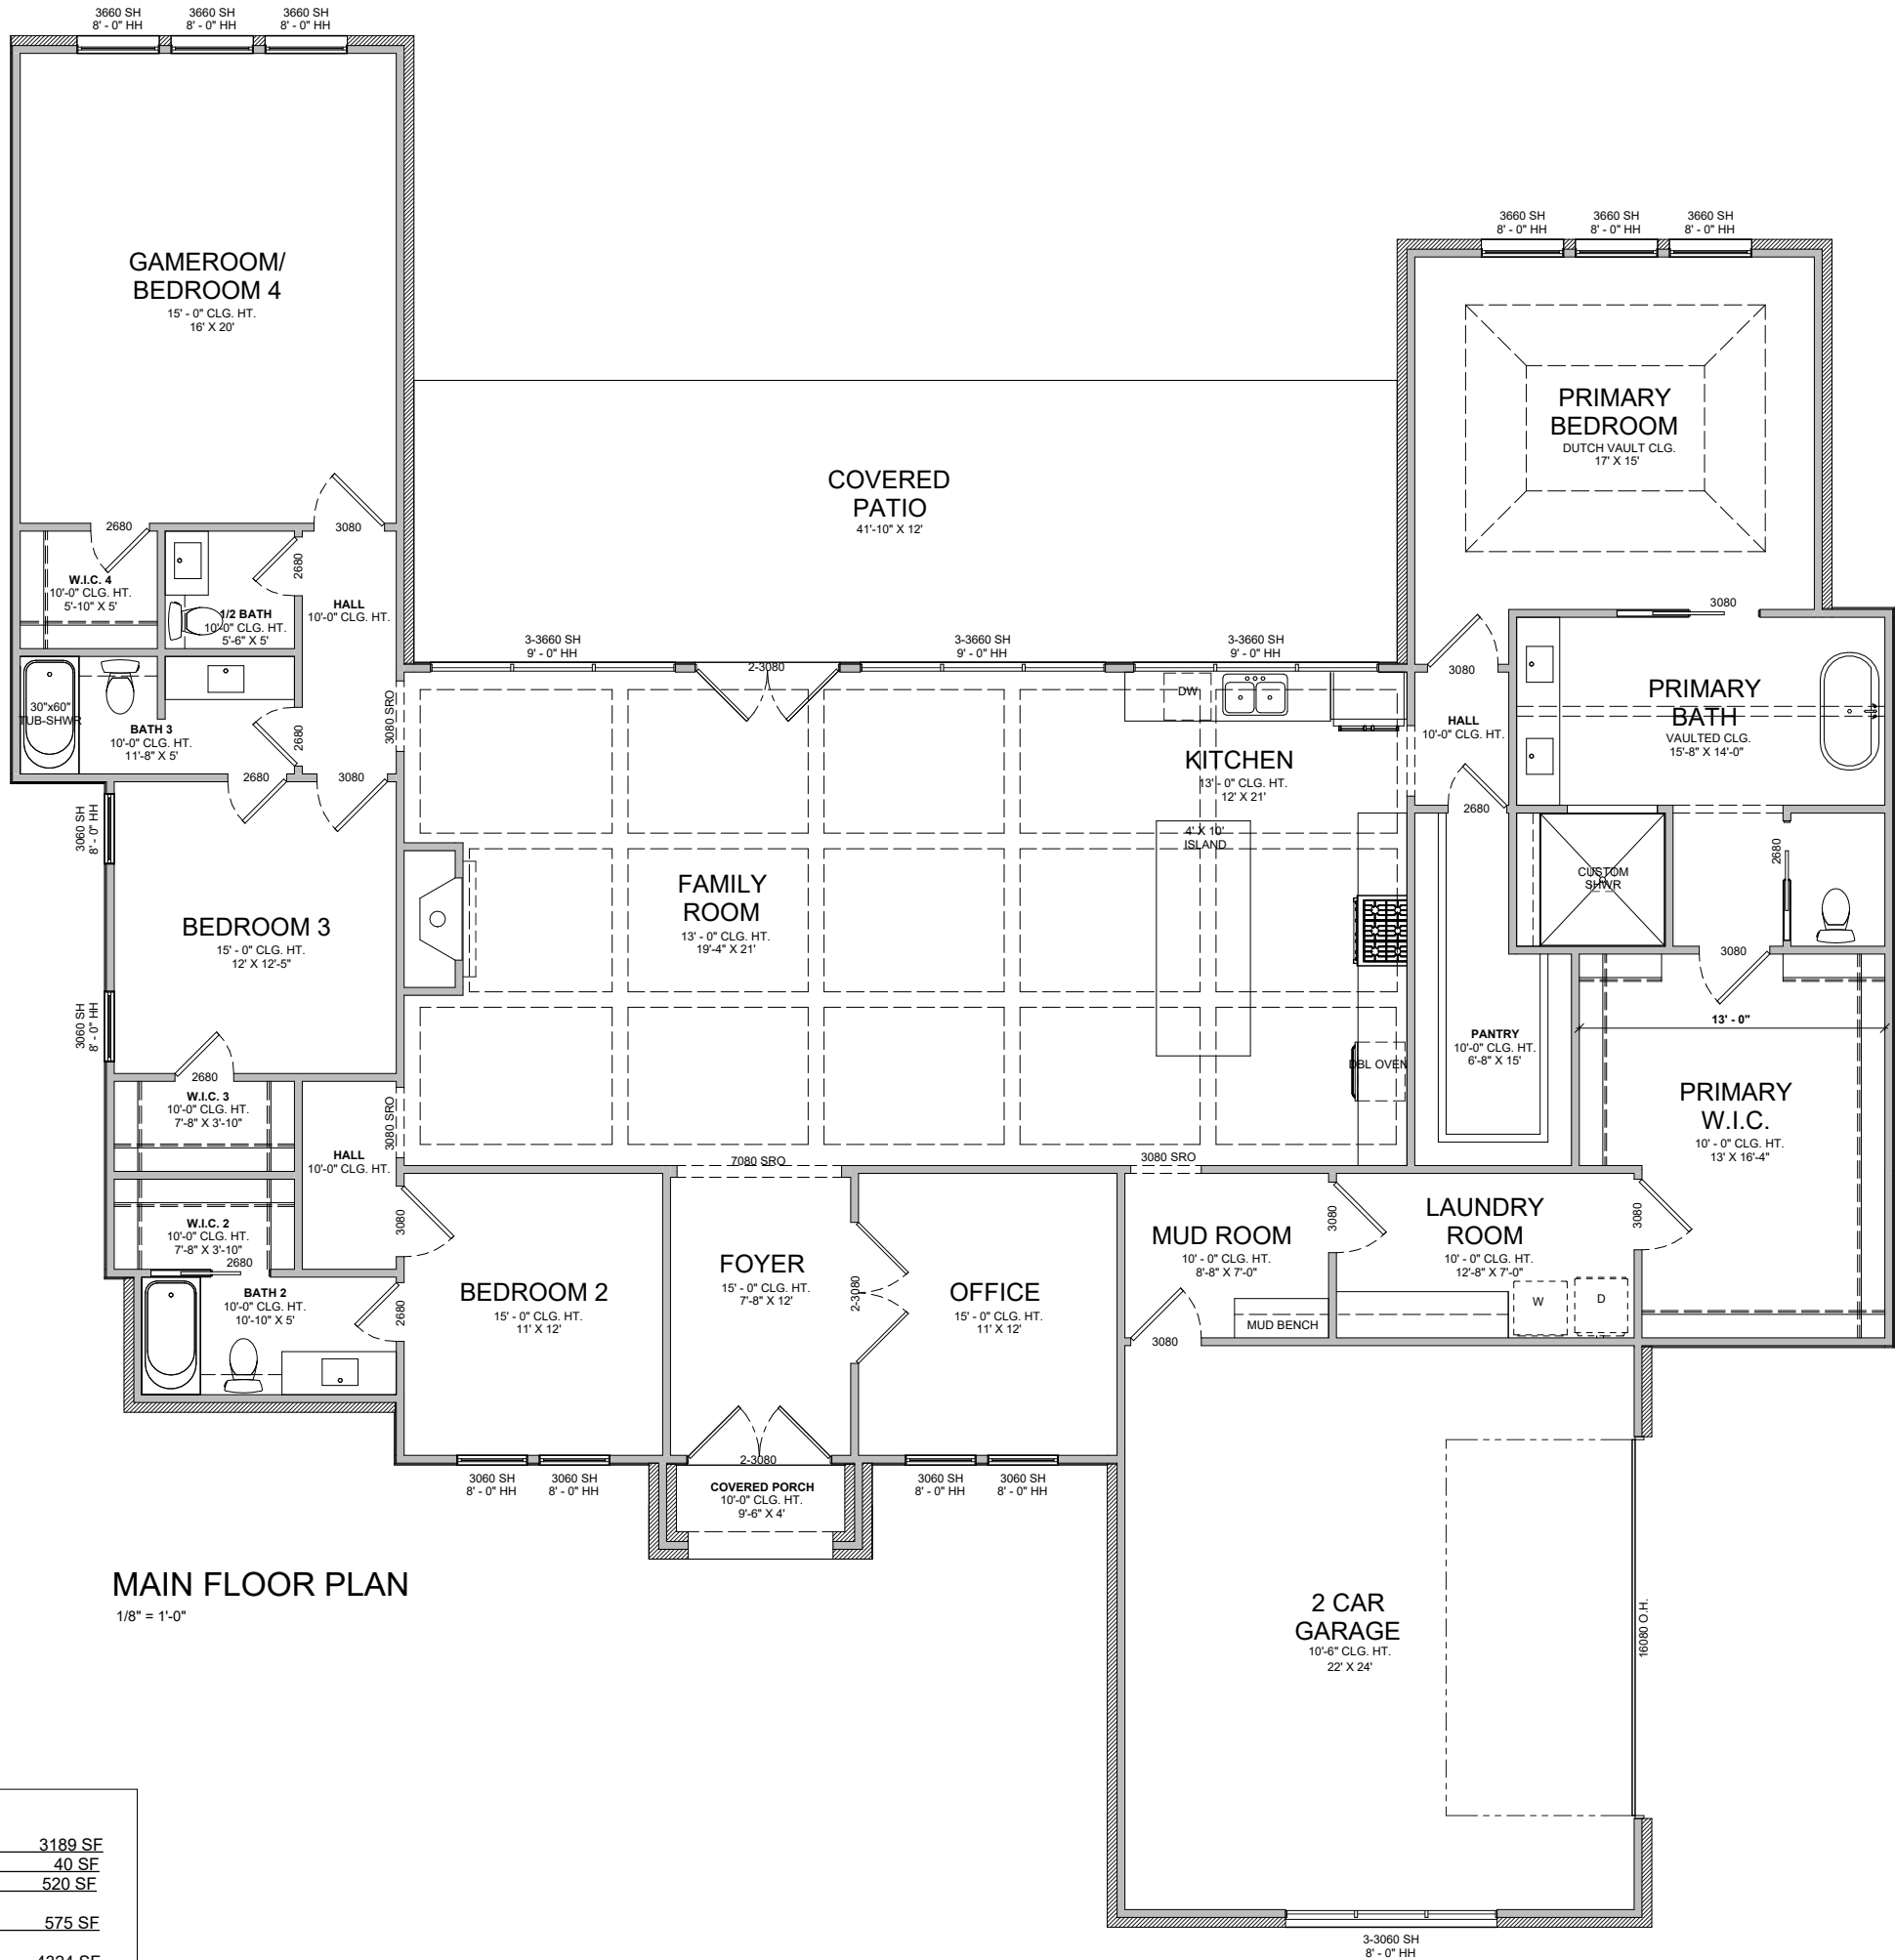 3660 SH
8' - 0" HH
3660 SH
8' - 0" HH
3660 SH
8' - 0" HH
GAMEROOM/
BEDROOM 4
15' - 0" CLG. HT.
16' X 20'
3660 SH
8' - 0" HH
3660 SH
8' - 0" HH
3660 SH
8' - 0" HH
PRIMARY
BEDROOM
DUTCH VAULT CLG.
17' X 15'
COVERED
PATIO
41'-10" X 12'
2680
3080
2680
W.I.C. 4
10'-0" CLG. HT.
5'-10" X 5'
1/2 BATH
10'-0" CLG. HT.
5'-6" X 5'
HALL
10'-0" CLG. HT.
3-3660 SH
9' - 0" HH
2-3080
3-3660 SH
9' - 0" HH
3-3660 SH
9' - 0" HH
3080
3080
30"x60"
TUB-SHWR
BATH 3
10'-0" CLG. HT.
11'-8" X 5'
2680
3080 SRO
2680
3080
DW
KITCHEN
13' - 0" CLG. HT.
12' X 21'
HALL
10'-0" CLG. HT.
2680
PRIMARY
BATH
VAULTED CLG.
15'-8" X 14'-0"
3060 SH
8' - 0" HH
4' X 10'
ISLAND
CUSTOM
SHWR
2680
3080
FAMILY
ROOM
13' - 0" CLG. HT.
19'-4" X 21'
BEDROOM 3
15' - 0" CLG. HT.
12' X 12'-5"
3060 SH
8' - 0" HH
13' - 0"
PANTRY
10'-0" CLG. HT.
6'-8" X 15'
DBL OVEN
2680
W.I.C. 3
10'-0" CLG. HT.
7'-8" X 3'-10"
3080 SRO
HALL
10'-0" CLG. HT.
PRIMARY
W.I.C.
10' - 0" CLG. HT.
13' X 16'-4"
7080 SRO
3080 SRO
W.I.C. 2
10'-0" CLG. HT.
7'-8" X 3'-10"
2680
3080
BATH 2
10'-0" CLG. HT.
10'-10" X 5'
2680
BEDROOM 2
15' - 0" CLG. HT.
11' X 12'
FOYER
15' - 0" CLG. HT.
7'-8" X 12'
2-3080
OFFICE
15' - 0" CLG. HT.
11' X 12'
MUD ROOM
10' - 0" CLG. HT.
8'-8" X 7'-0"
3080
LAUNDRY
ROOM
10' - 0" CLG. HT.
12'-8" X 7'-0"
3080
W
D
MUD BENCH
3080
2-3080
3060 SH
8' - 0" HH
3060 SH
8' - 0" HH
COVERED PORCH
10'-0" CLG. HT.
9'-6" X 4'
3060 SH
8' - 0" HH
3060 SH
8' - 0" HH
MAIN FLOOR PLAN
1/8" = 1'-0"
2 CAR
GARAGE
10'-6" CLG. HT.
22' X 24'
16080 O.H.
3189 SF
40 SF
520 SF
575 SF
4324 SF
3-3060 SH
8' - 0" HH